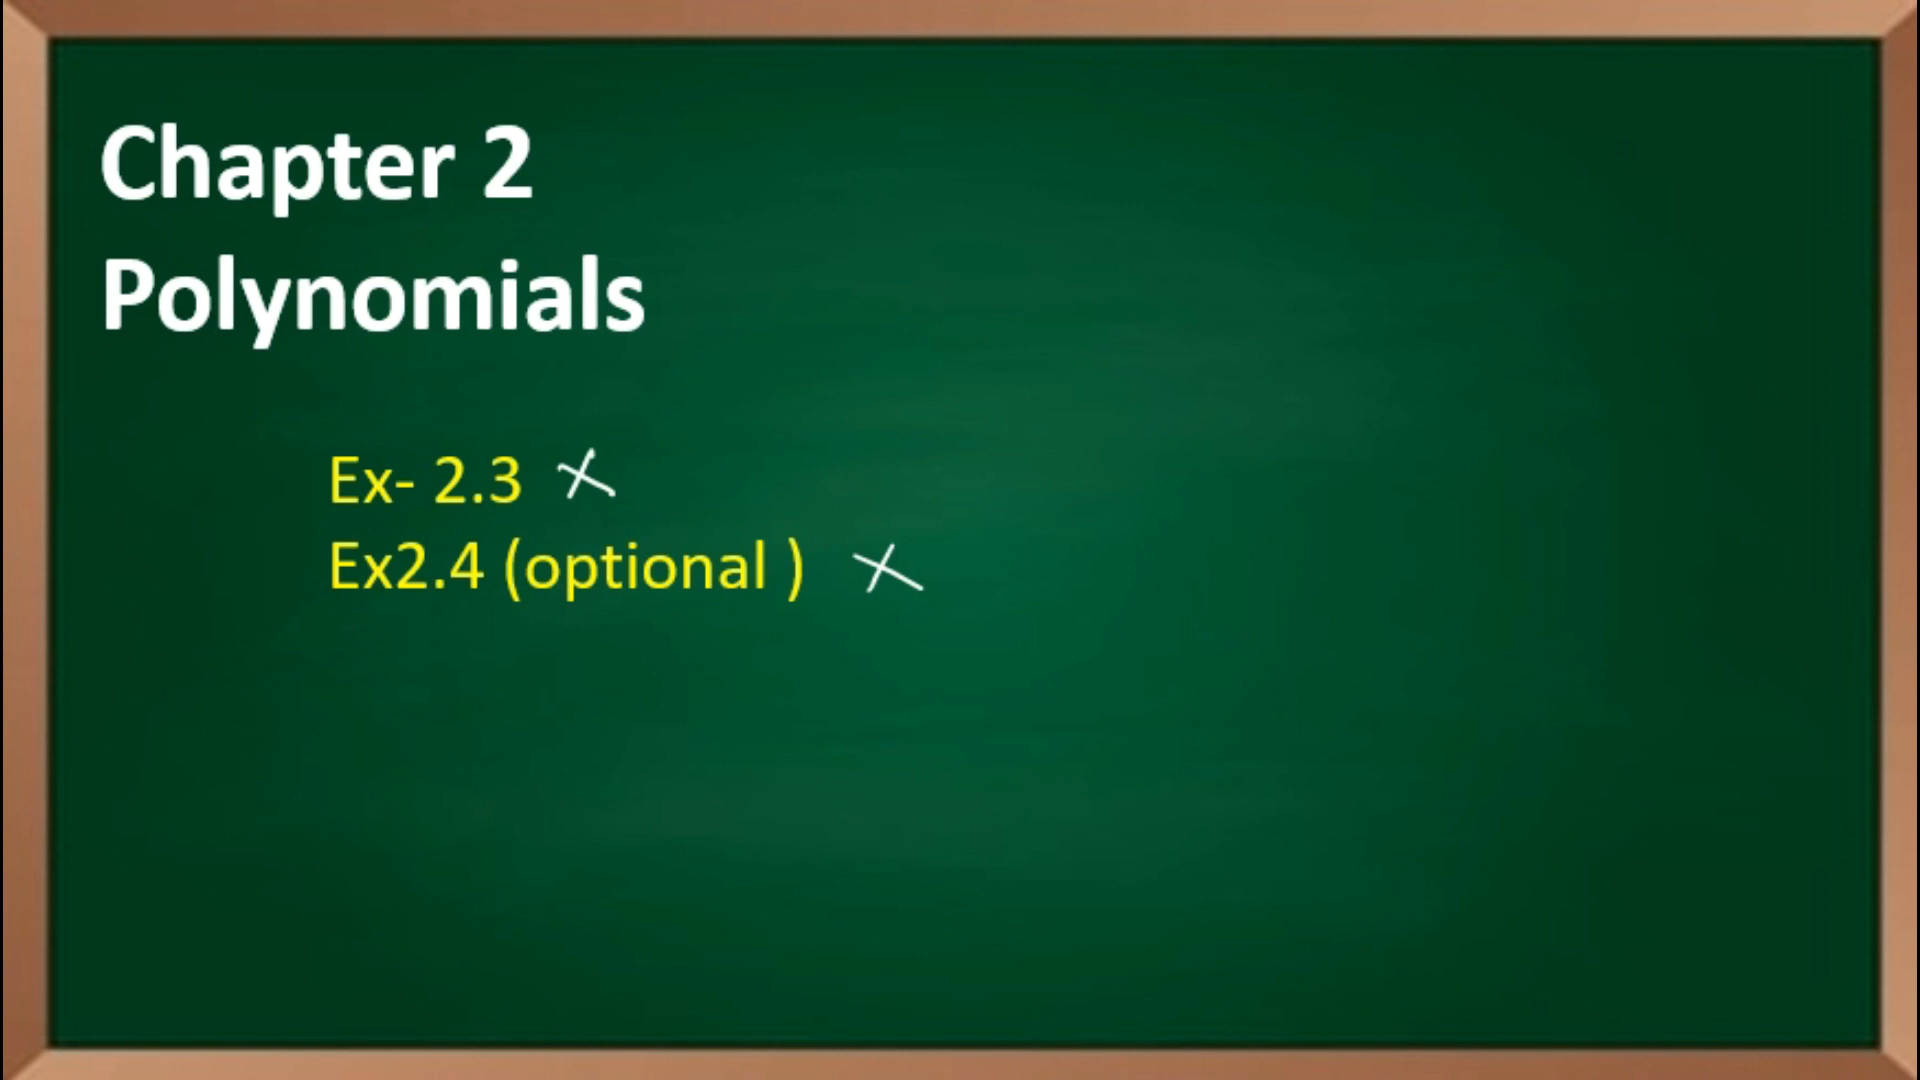 Chapter 2
Polynomials
Ex- 2.3 ×
Ex2.4 (optional ) ×